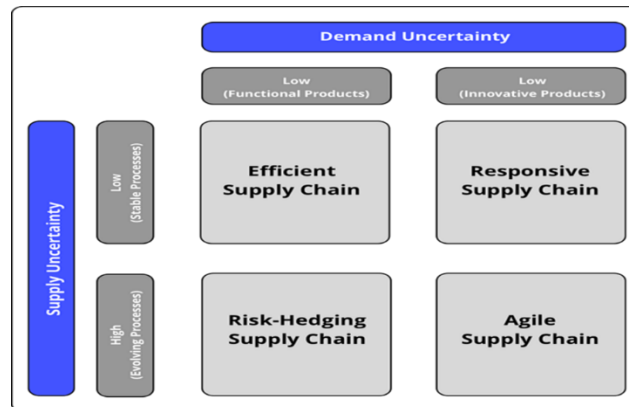 Demand Uncertainty
Low
(Functional Products)
Low
(Innovative Products)
Supply Uncertainty
Low
(Stable Processes)
Efficient
Supply Chain
Responsive
Supply Chain
High
(Evolving Processes)
Risk-Hedging
Supply Chain
Agile
Supply Chain